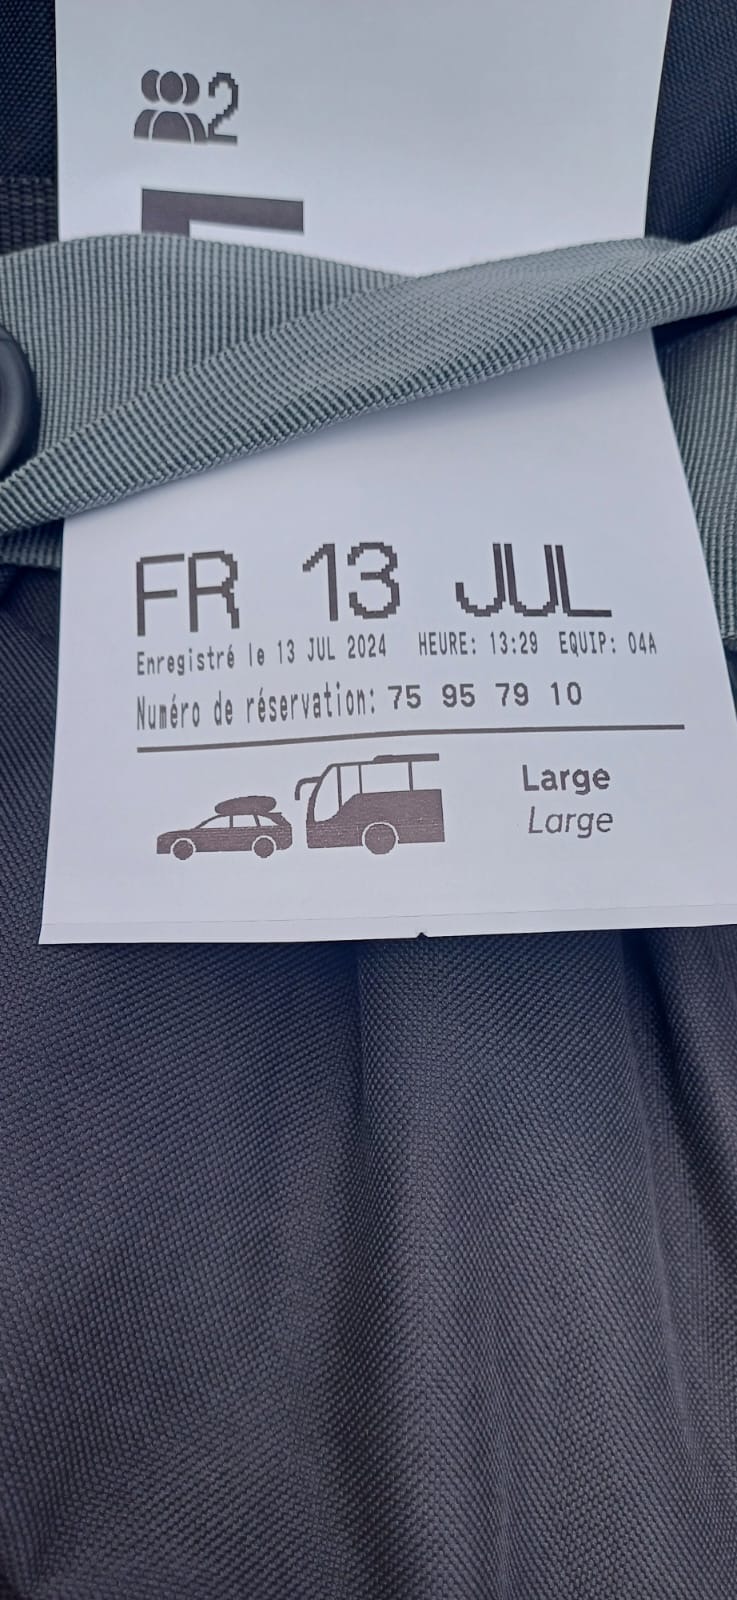 2
FR 13 JUL
Enregistré le 13 JUL 2024 HEURE: 13:29 EQUIP: 04A
Numéro de réservation: 75 95 79 10
Large
Large